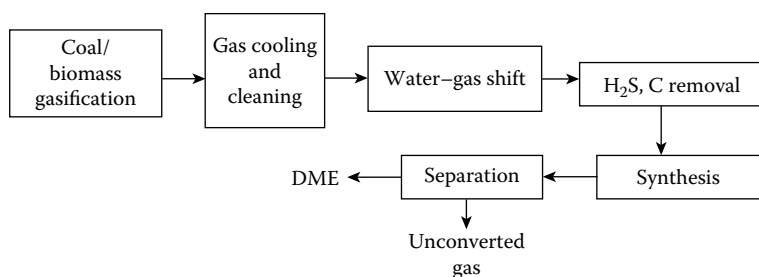 Coal/
biomass
gasification
Gas cooling
and
cleaning
Water–gas shift
H₂S, C removal
DME
Separation
Synthesis
Unconverted
gas